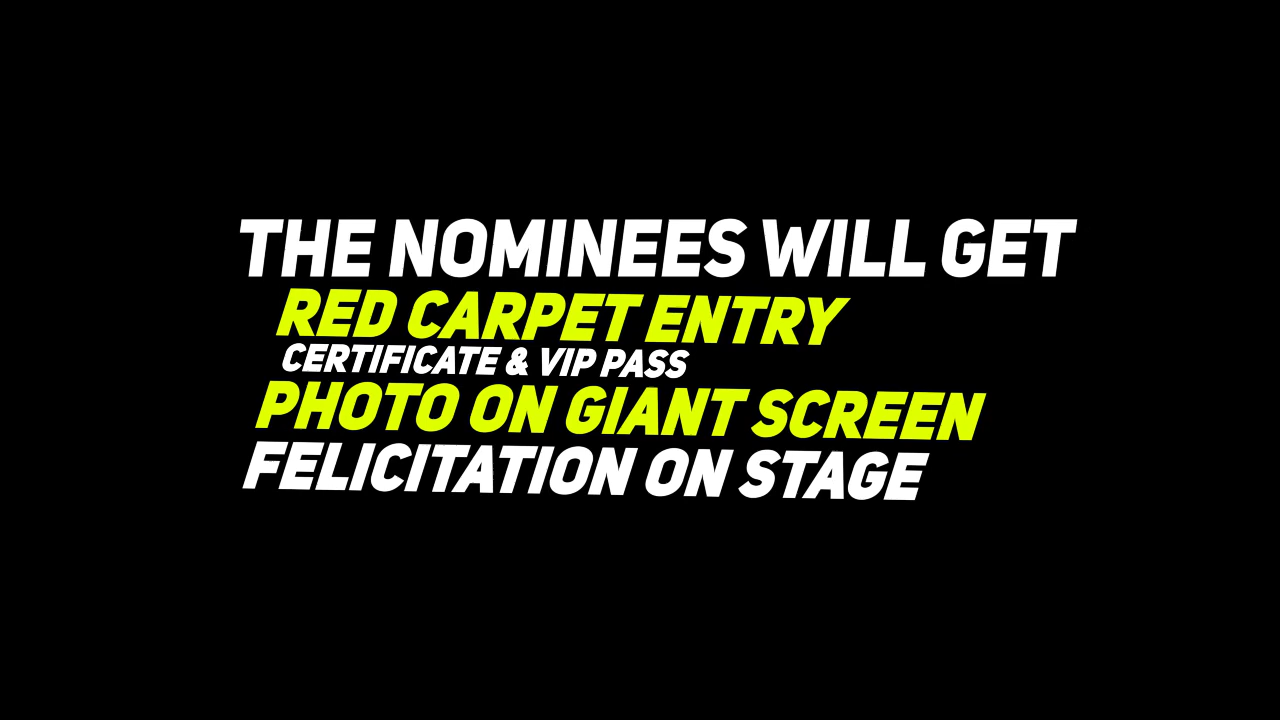 THE NOMINEES WILL GET
RED CARPET ENTRY
CERTIFICATE & VIP PASS
PHOTO ON GIANT SCREEN
FELICITATION ON STAGE